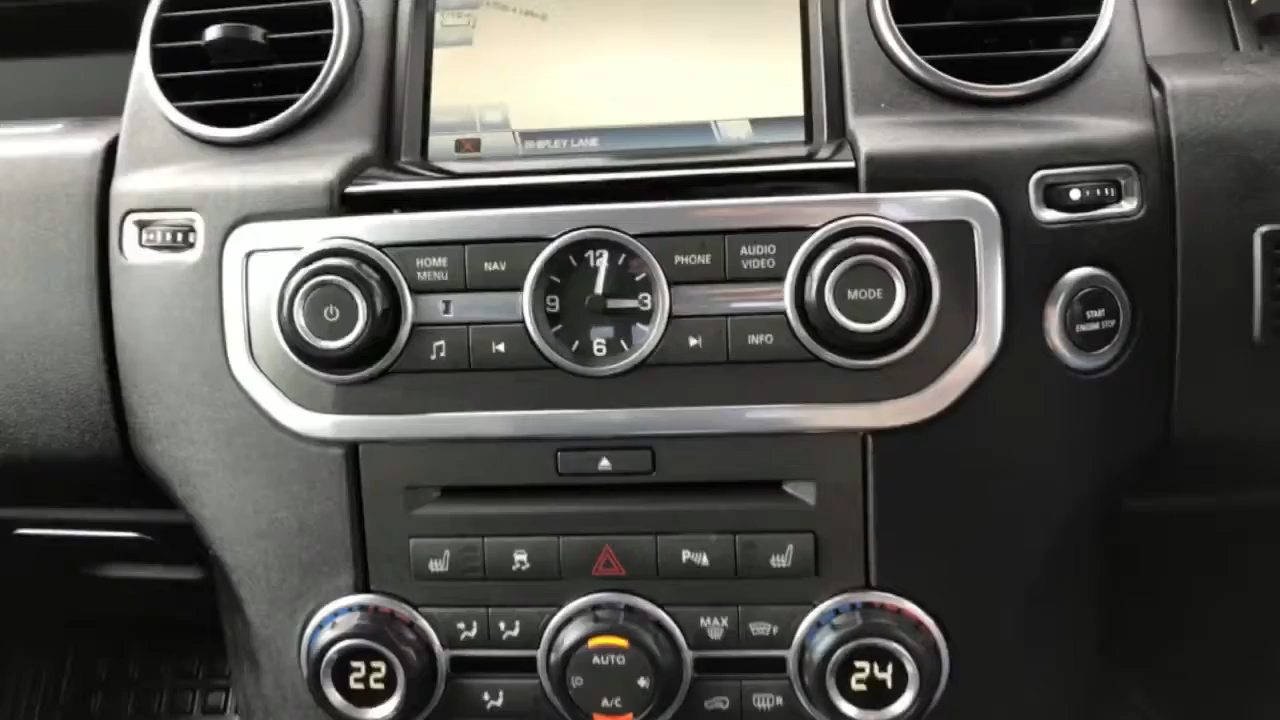 SHIPLEY LANE
HOME
MENU
NAV
12
3
6
9
PHONE
AUDIO
VIDEO
MODE
INFO
START
ENGINE STOP
P
MAX
F
22
AUTO
A/C
24
R